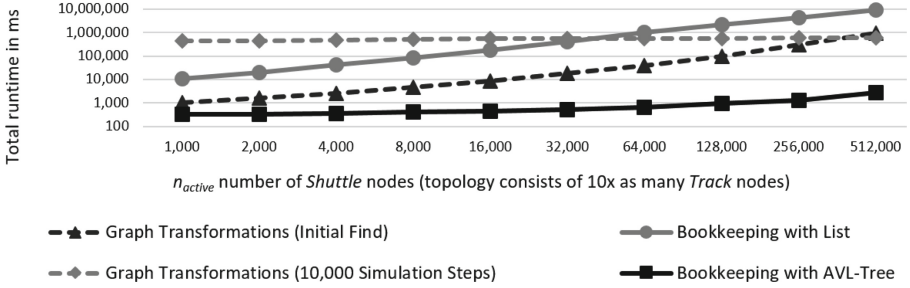 Total runtime in ms
10,000,000
1,000,000
100,000
10,000
1,000
100
1,000 2,000 4,000 8,000 16,000 32,000 64,000 128,000 256,000 512,000
nactive number of Shuttle nodes (topology consists of 10x as many Track nodes)
Graph Transformations (Initial Find) Bookkeeping with List
Graph Transformations (10,000 Simulation Steps) Bookkeeping with AVL-Tree